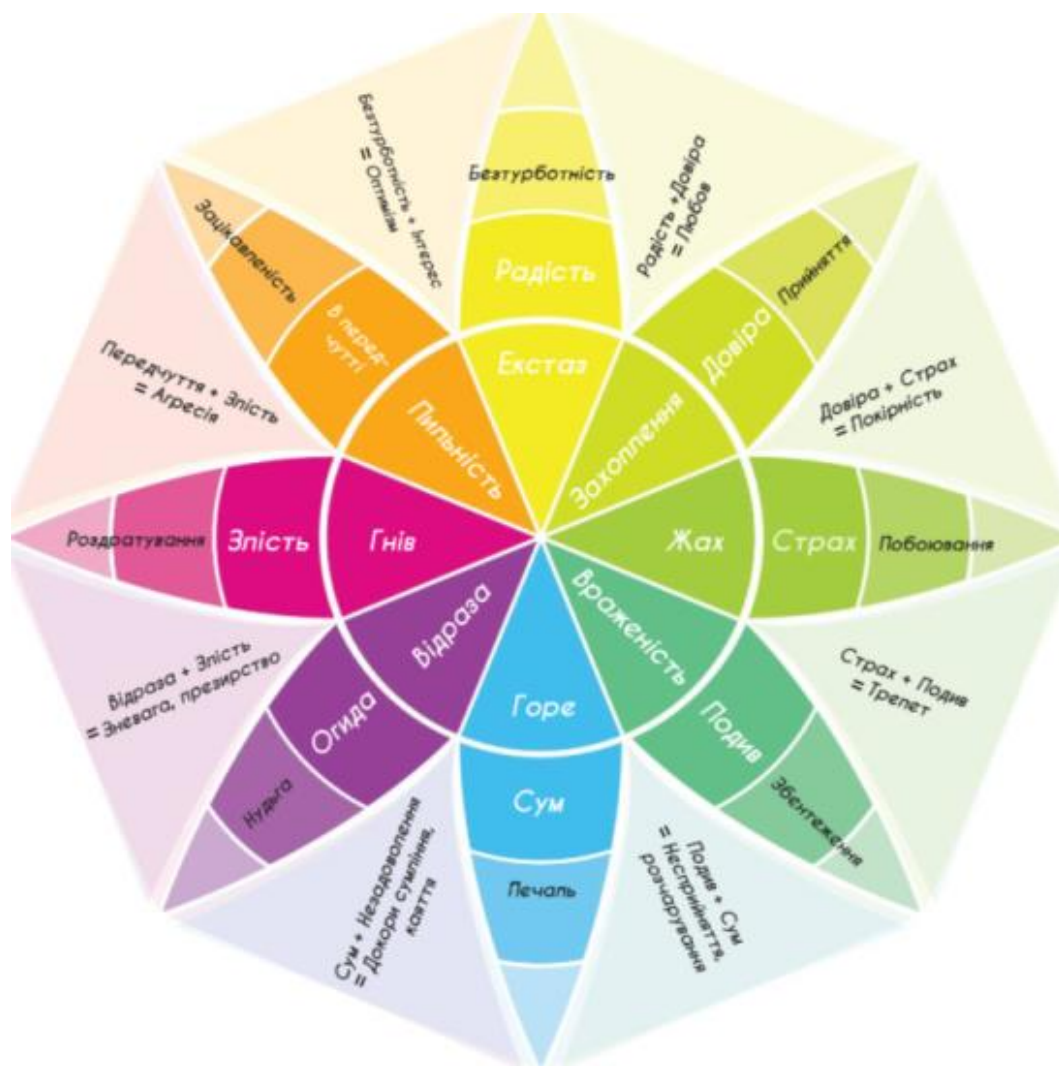 Безтурботність + Інтерес
= Оптимізм
Безтурботність
Радість
Екстаз
Радість +Довіра
= Любов
Прийняття
Довіра
Захоплення
Довіра + Страх
= Покірність
Жах
Страх
Побоювання
Страх + Подив
= Трепет
Враженість
Подив
Збентеження
Подив + Сум
= Несприйняття,
розчарування
Горе
Сум
Печаль
Сум + Незадоволення
= Докори сумління,
каяття
Відраза
Огида
Нудьга
Відраза + Злість
= Зневага, презирство
Роздратування
Злість
Гнів
Передчуття + Злість
= Агресія
Зацікавленість
В перед-
чутті
Пильність